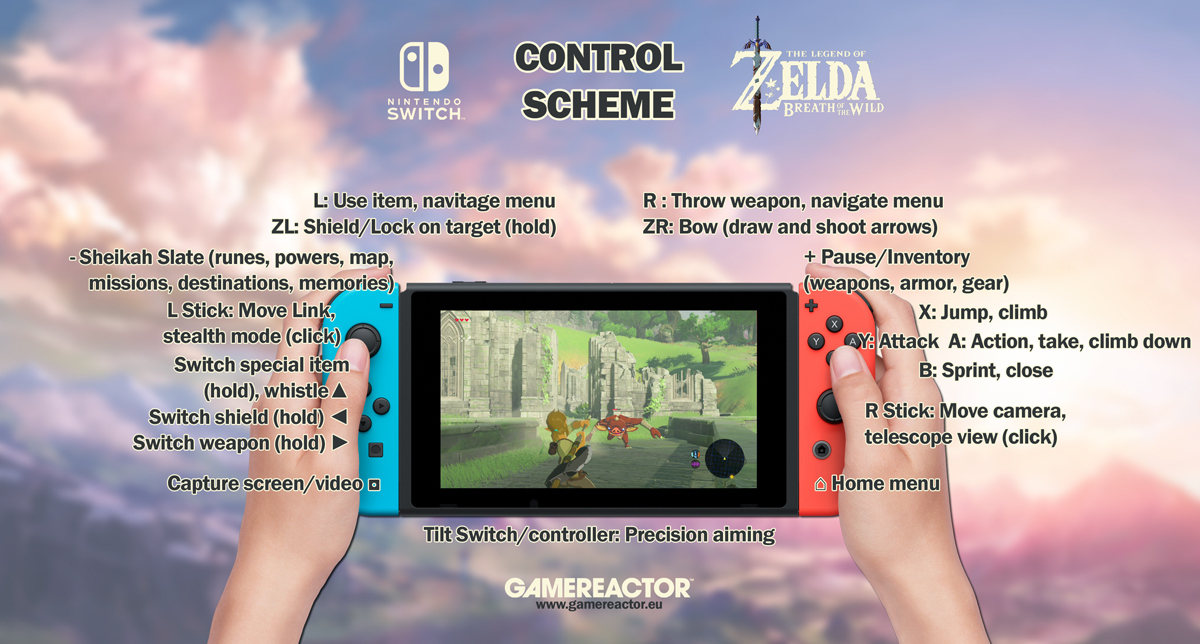 NINTENDO
SWITCH™
CONTROL
SCHEME
THE LEGEND OF
ZELDA
BREATH OF THE WILD
L: Use item, navitage menu
ZL: Shield/Lock on target (hold)
R : Throw weapon, navigate menu
ZR: Bow (draw and shoot arrows)
- Sheikah Slate (runes, powers, map,
missions, destinations, memories)
L Stick: Move Link,
stealth mode (click)
Switch special item
(hold), whistle ▲
Switch shield (hold) ◄
Switch weapon (hold) ►
Capture screen/video
+ Pause/Inventory
(weapons, armor, gear)
X: Jump, climb
Y: Attack A: Action, take, climb down
B: Sprint, close
R Stick: Move camera,
telescope view (click)
Home menu
X
Y
A
Tilt Switch/controller: Precision aiming
GAMEREACTOR™
www.gamereactor.eu